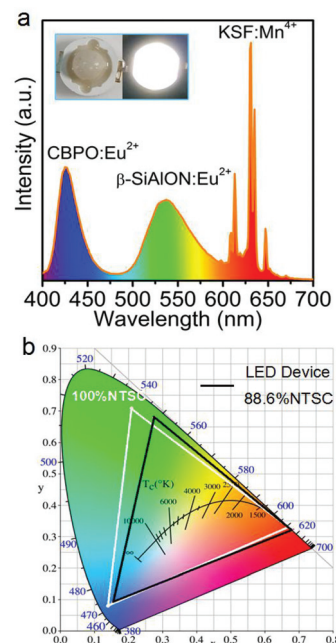 a
KSF:Mn⁴⁺
CBPO:Eu²⁺
β-SiAlON:Eu²⁺
Intensity (a.u.)
400 450 500 550 600 650 700
Wavelength (nm)
b
0.9
0.8
0.7
0.6
0.5
y
0.4
0.3
0.2
0.1
0.0
520
540
560
500
580
600
620
700
490
480
470
460
380
100%NTSC
LED Device
88.6%NTSC
Tc(°K)
10000
6000
4000
3000
2000
1500
∞
0.0 0.1 0.2 0.3 0.4 0.5 0.6 0.7 0.8